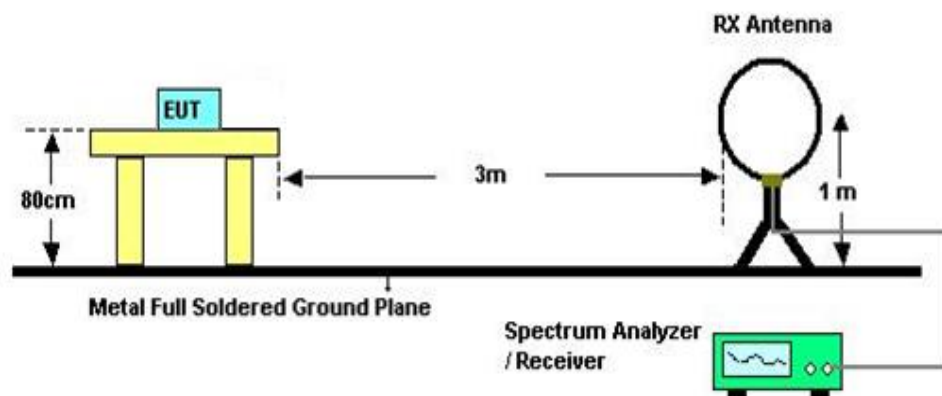 RX Antenna
EUT
80cm
3m
1 m
Metal Full Soldered Ground Plane
Spectrum Analyzer
/ Receiver